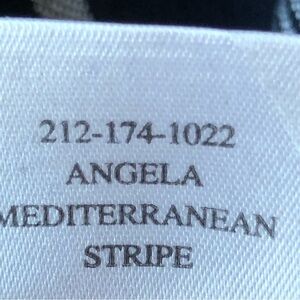 212-174-1022
ANGELA
MEDITERRANEAN
STRIPE